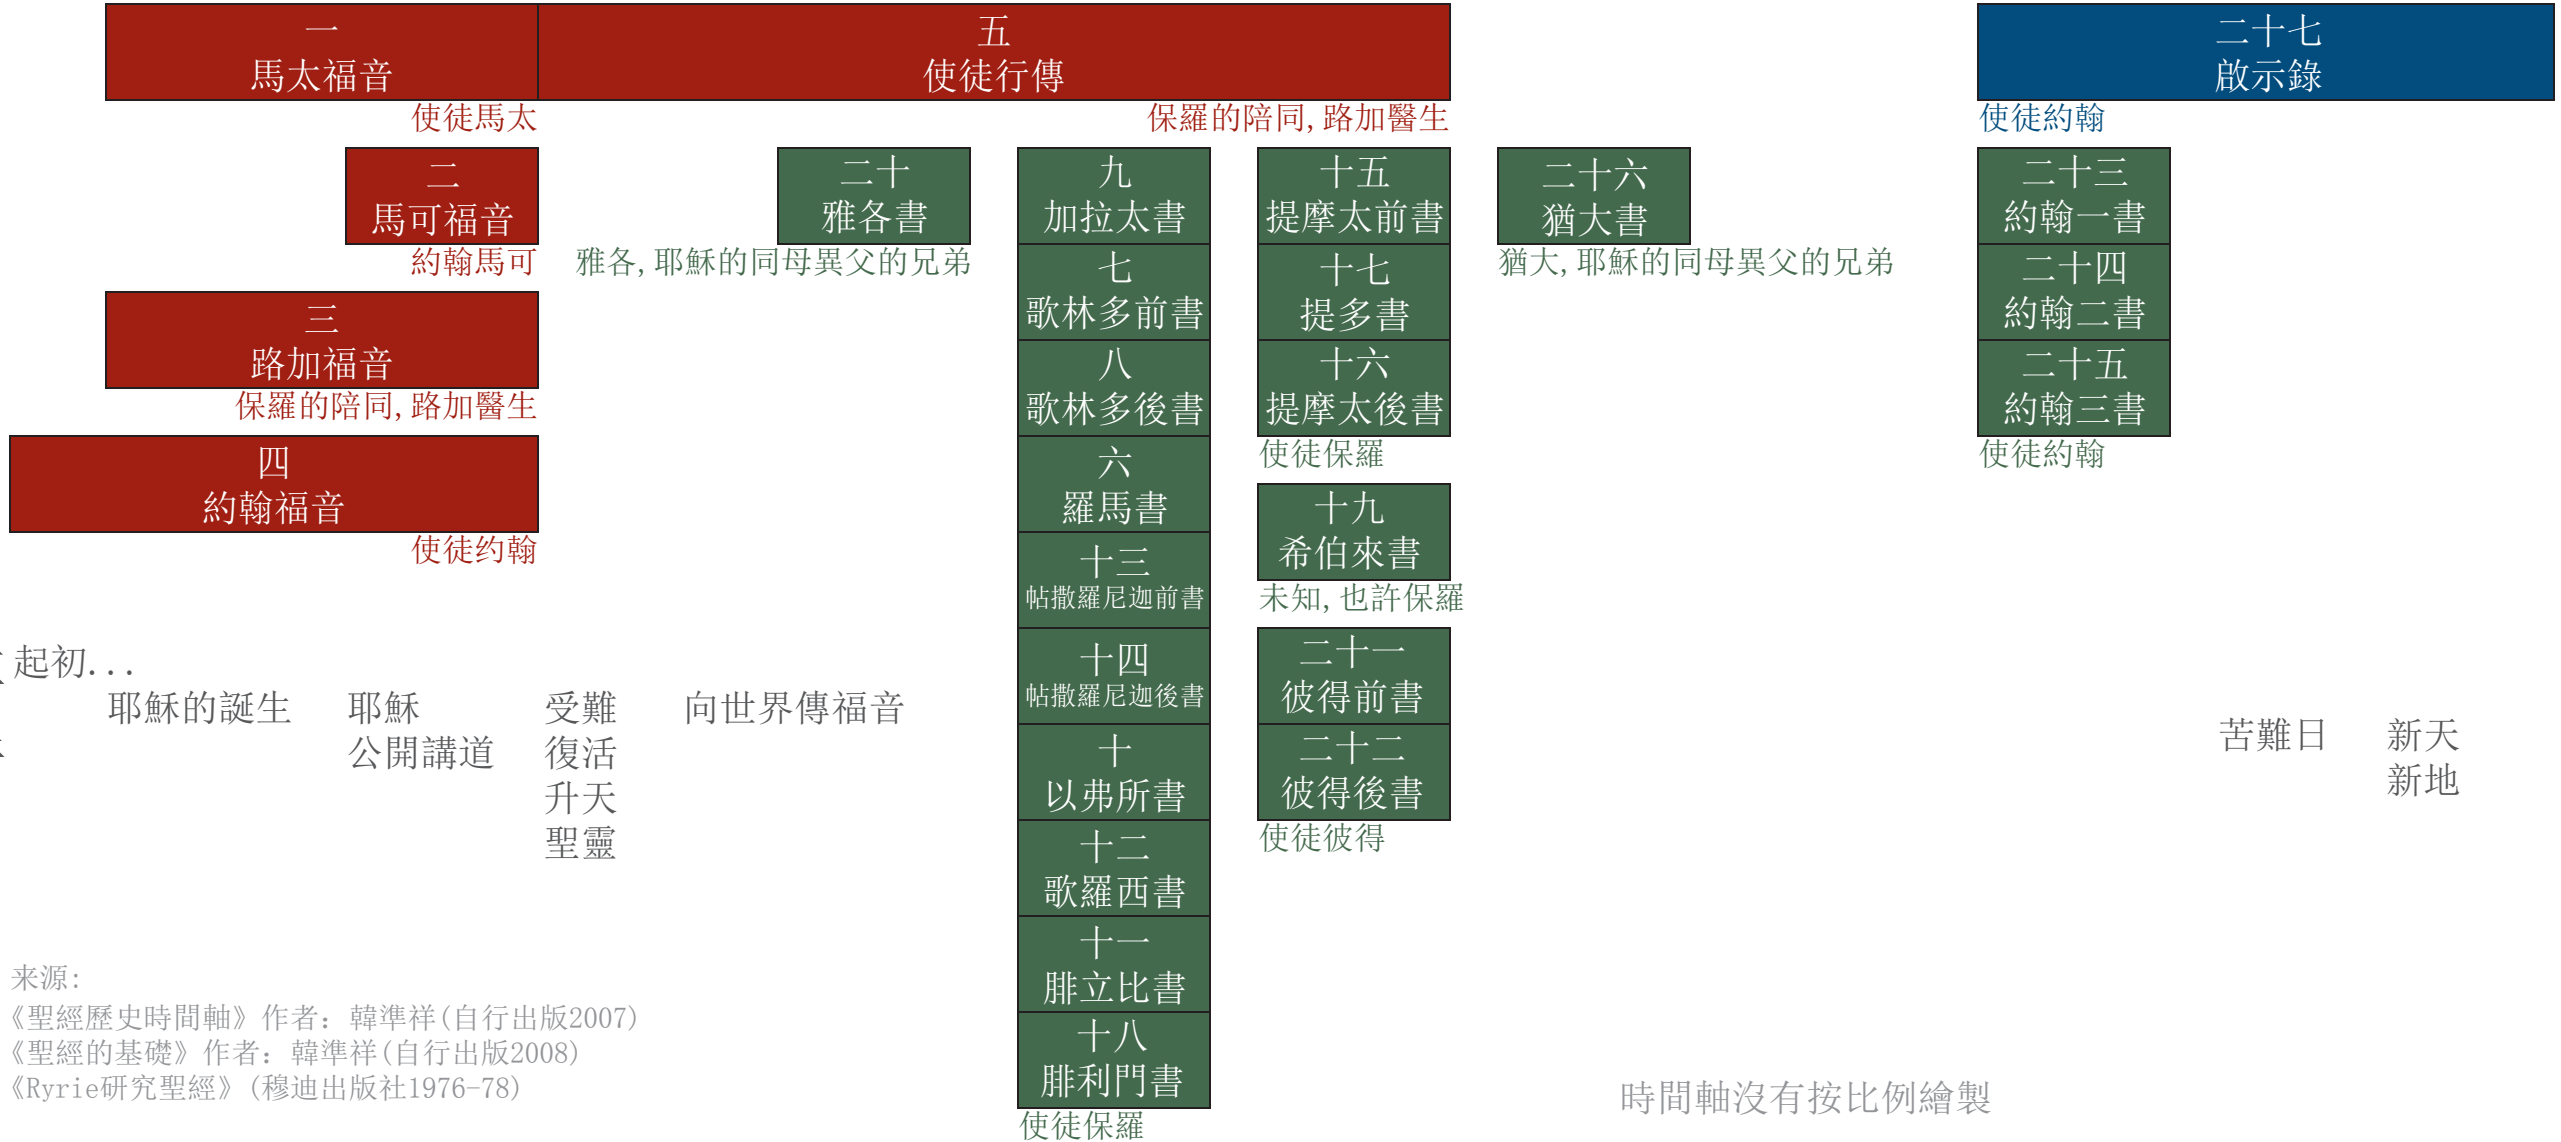 一
馬太福音
使徒馬太
五
使徒行傳
保羅的陪同,路加醫生
二十七
啟示錄
使徒約翰
二
馬可福音
約翰馬可
三
路加福音
保羅的陪同,路加醫生
四
約翰福音
使徒约翰
二十
雅各書
雅各,耶穌的同母異父的兄弟
九
加拉太書
七
歌林多前書
八
歌林多後書
六
羅馬書
十三
帖撒羅尼迦前書
十四
帖撒羅尼迦後書
十
以弗所書
十二
歌羅西書
十一
腓立比書
十八
腓利門書
使徒保羅
十五
提摩太前書
十七
提多書
十六
提摩太後書
使徒保羅
十九
希伯來書
未知,也許保羅
二十一
彼得前書
二十二
彼得後書
使徒彼得
二十六
猶大書
猶大,耶穌的同母異父的兄弟
二十三
約翰一書
二十四
約翰二書
二十五
約翰三書
使徒約翰
起初...
耶穌的誕生
耶穌
公開講道
受難
復活
升天
聖靈
向世界傳福音
苦難日
新天
新地
来源:
《聖經歷史時間軸》作者：韓準祥(自行出版2007)
《聖經的基礎》作者：韓準祥(自行出版2008)
《Ryrie研究聖經》(穆迪出版社1976-78)
時間軸沒有按比例繪製